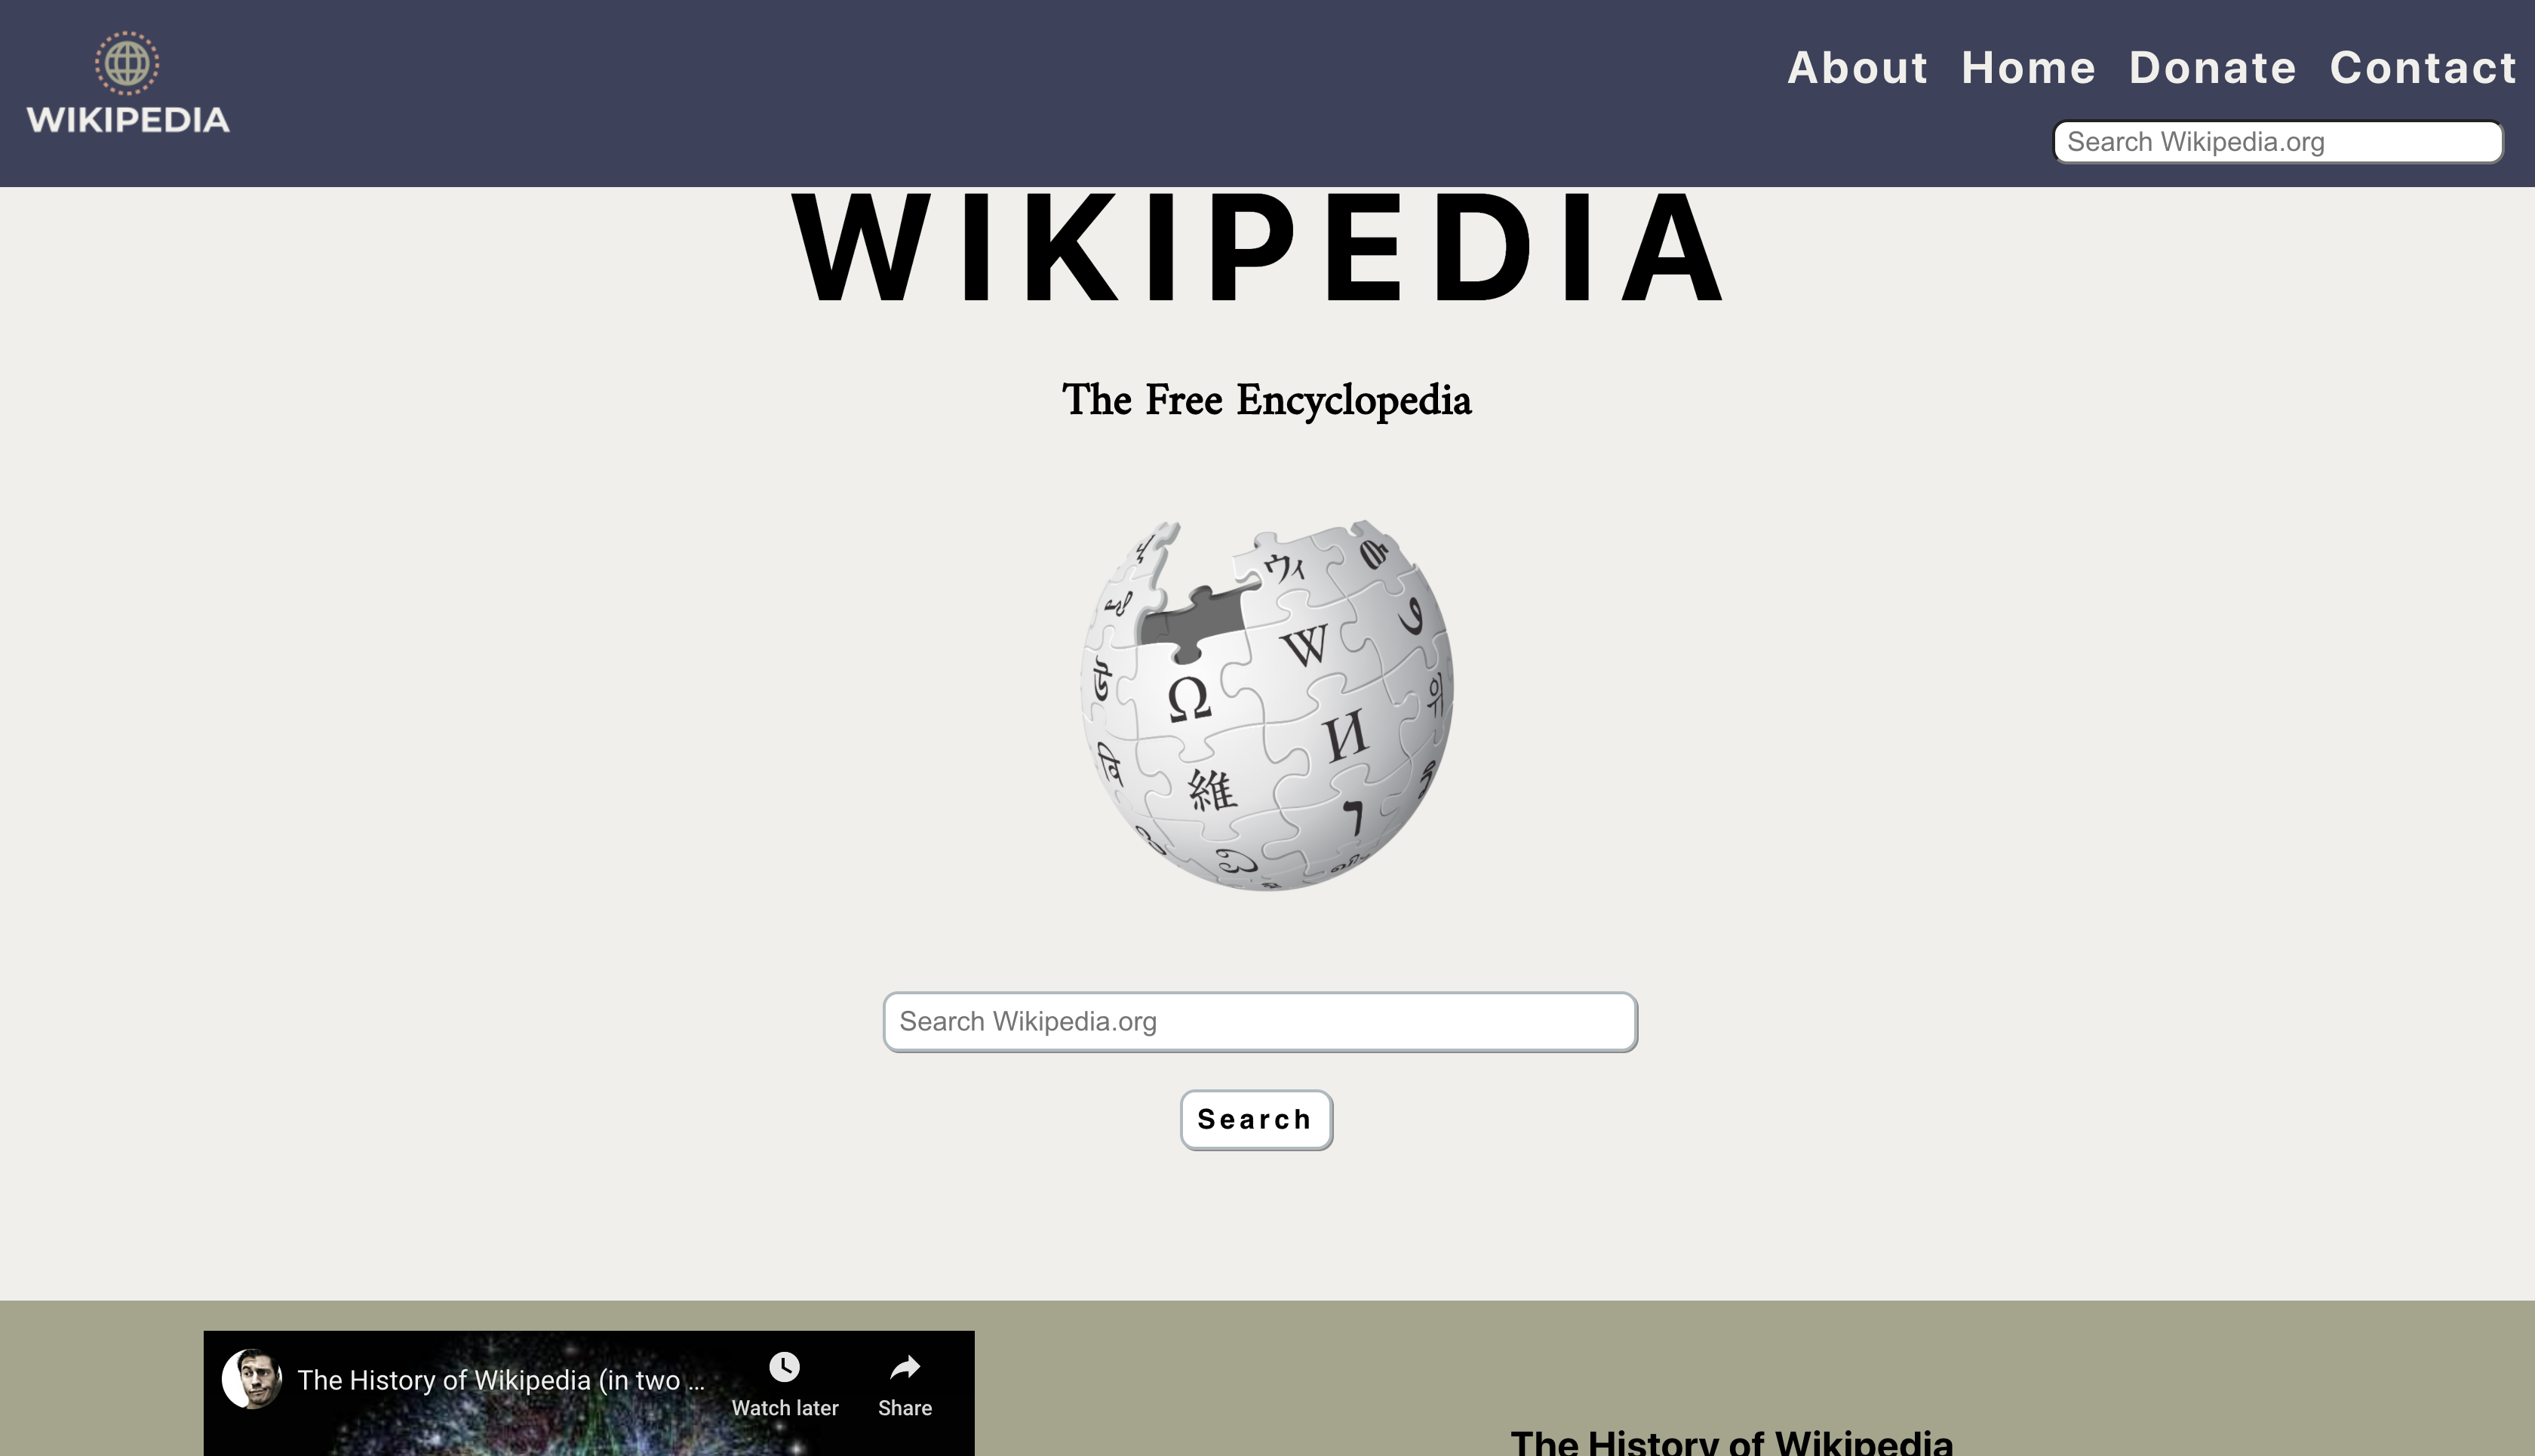 WIKIPEDIA
About Home Donate Contact
Search Wikipedia.org
WIKIPEDIA
The Free Encyclopedia
ウィ
W
Ω
И
위
維
ו
Search Wikipedia.org
Search
The History of Wikipedia (in two ...
Watch later
Share
The History of Wikipedia